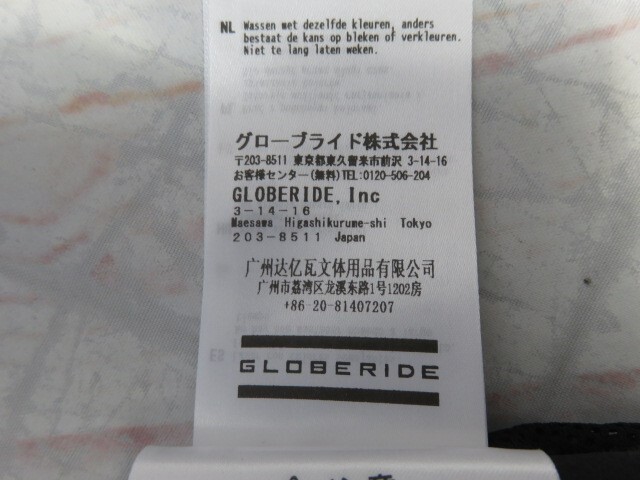 NL Wassen met dezelfde kleuren, anders
bestaat de kans op bleken of verkleuren.
Niet te lang laten weken.
グローブライド株式会社
〒203-8511 東京都東久留米市前沢 3-14-16
お客様センター(無料)TEL:0120-506-204
GLOBERIDE, Inc
3-14-16
Maesawa Higashikurume-shi Tokyo
203-8511 Japan
广州达亿瓦文体用品有限公司
广州市荔湾区龙溪东路1号1202房
+86-20-81407207
GLOBERIDE